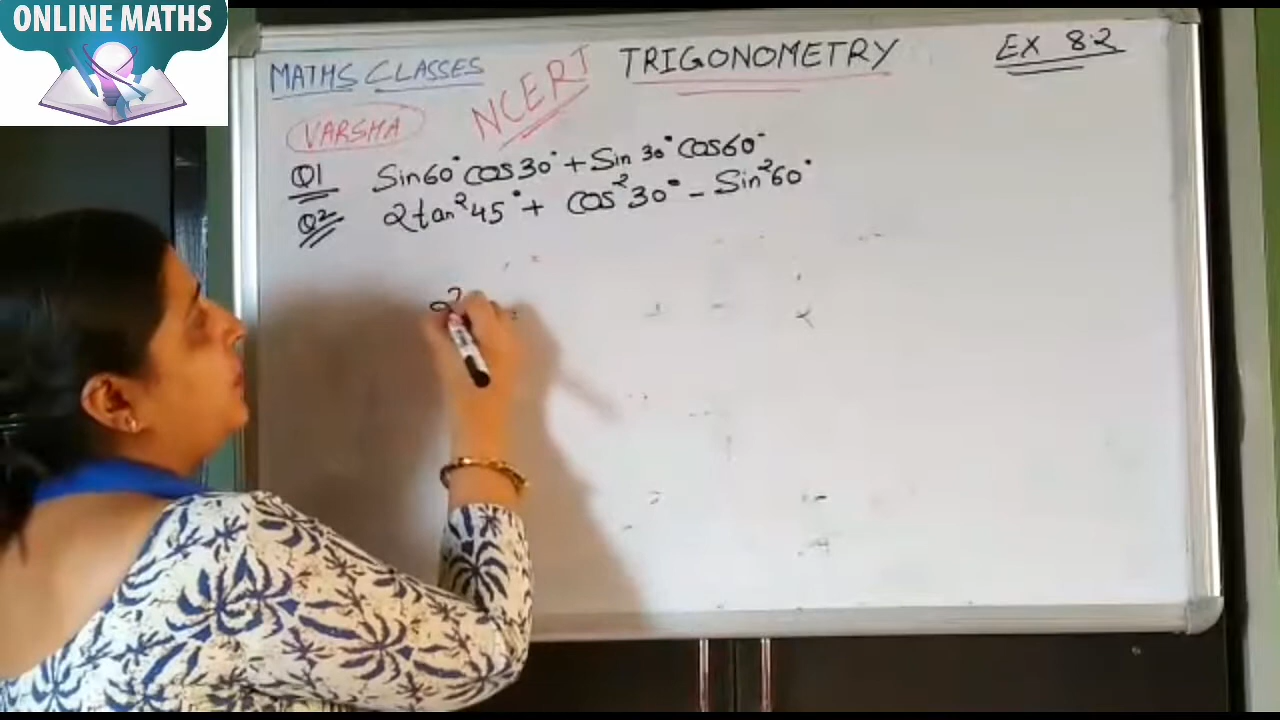 ONLINE MATHS
MATHS CLASSES NCERT TRIGONOMETRY EX 8.2
VARSHA
Q1 Sin60° Cos30° + Sin 30° Cos60°
Q2 2tan²45° + Cos²30° - Sin²60°
2